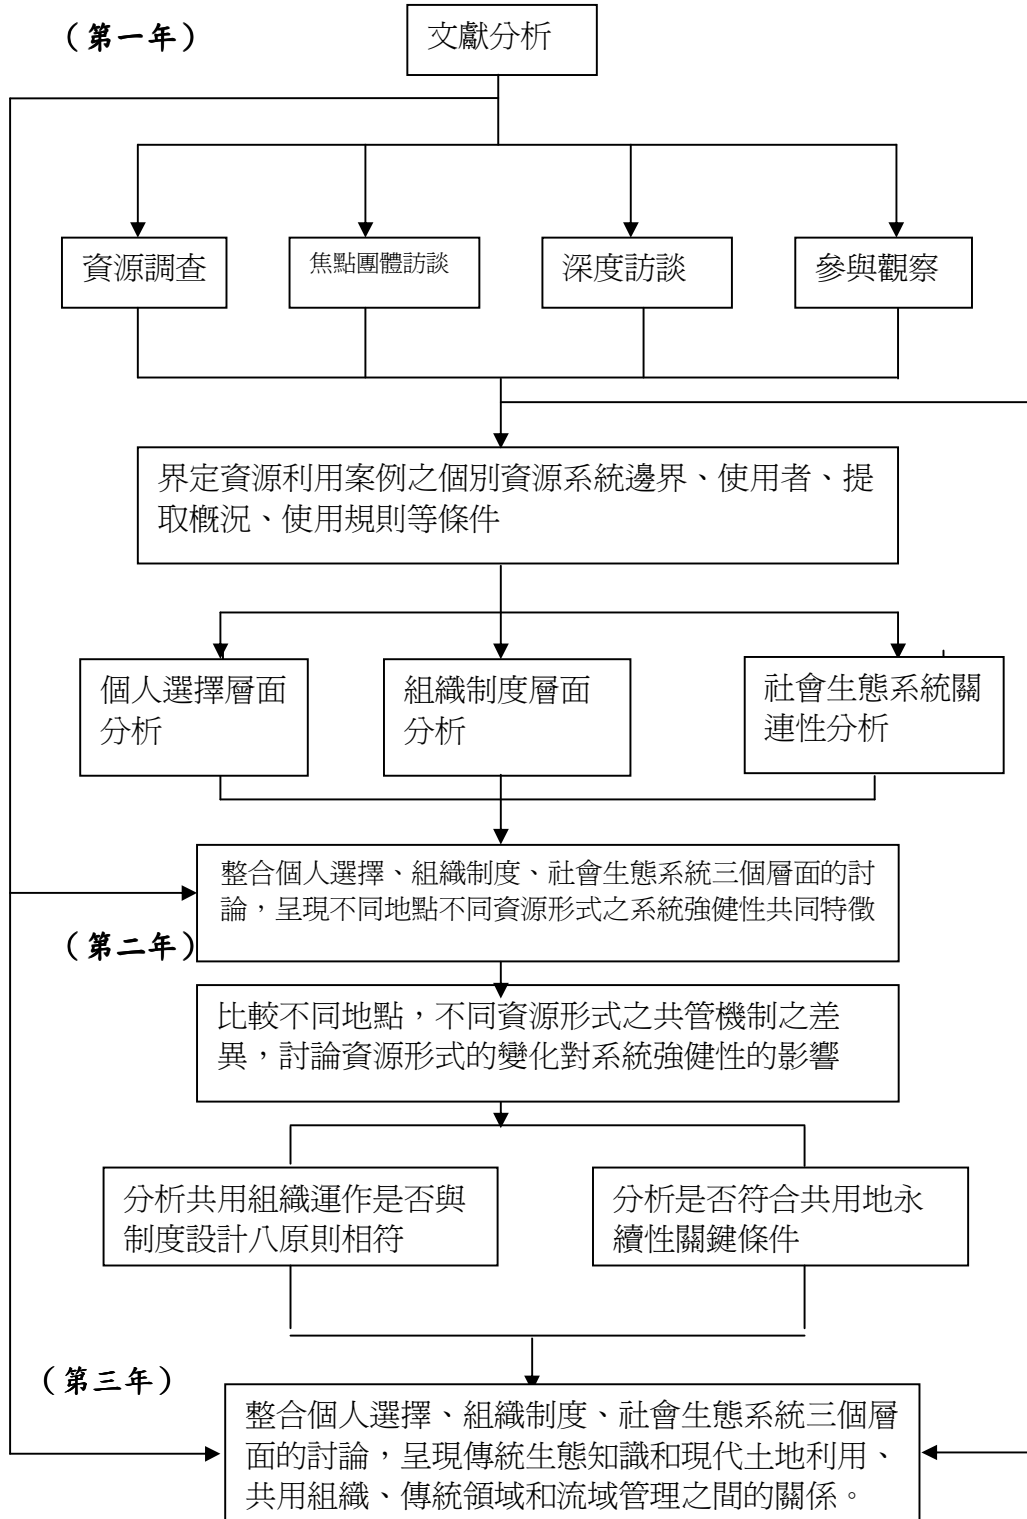 （第一年）
文獻分析
資源調查
焦點團體訪談
深度訪談
參與觀察
界定資源利用案例之個別資源系統邊界、使用者、提
取概況、使用規則等條件
個人選擇層面
分析
組織制度層面
分析
社會生態系統關
連性分析
整合個人選擇、組織制度、社會生態系統三個層面的討
論，呈現不同地點不同資源形式之系統強健性共同特徵
（第二年）
比較不同地點，不同資源形式之共管機制之差
異，討論資源形式的變化對系統強健性的影響
分析共用組織運作是否與
制度設計八原則相符
分析是否符合共用地永
續性關鍵條件
（第三年）
整合個人選擇、組織制度、社會生態系統三個層
面的討論，呈現傳統生態知識和現代土地利用、
共用組織、傳統領域和流域管理之間的關係。